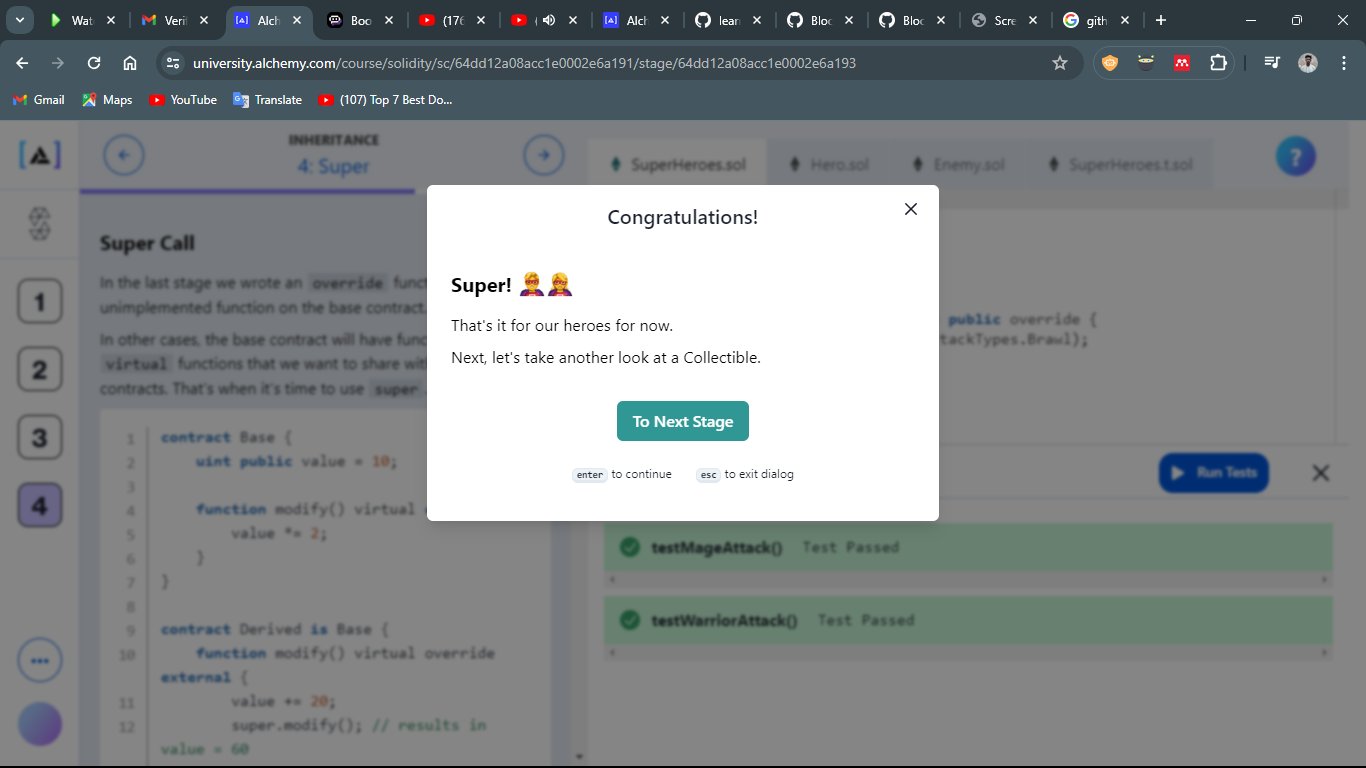 Wat
Veri
Alch
Boo
(176
(
Alch
lear
Bloc
Bloc
Scre
gith
university.alchemy.com/course/solidity/sc/64dd12a08acc1e0002e6a191/stage/64dd12a08acc1e0002e6a193
Gmail
Maps
YouTube
Translate
(107) Top 7 Best Do...
INHERITANCE
4: Super
SuperHeroes.sol
Hero.sol
Enemy.sol
SuperHeroes.t.sol
?
1
2
3
4
Super Call
In the last stage we wrote an override funct
unimplemented function on the base contract.
In other cases, the base contract will have func
virtual functions that we want to share wit
contracts. That's when it's time to use super.
1 contract Base {
2 uint public value = 10;
3
4 function modify() virtual
5 value *= 2;
6 }
7 }
8
9 contract Derived is Base {
10 function modify() virtual override
external {
11 value += 20;
12 super.modify(); // results in
value = 60
public override {
tackTypes.Brawl);
Congratulations!
Super!
That's it for our heroes for now.
Next, let's take another look at a Collectible.
To Next Stage
enter to continue
esc to exit dialog
Run Tests
testMageAttack() Test Passed
testWarriorAttack() Test Passed